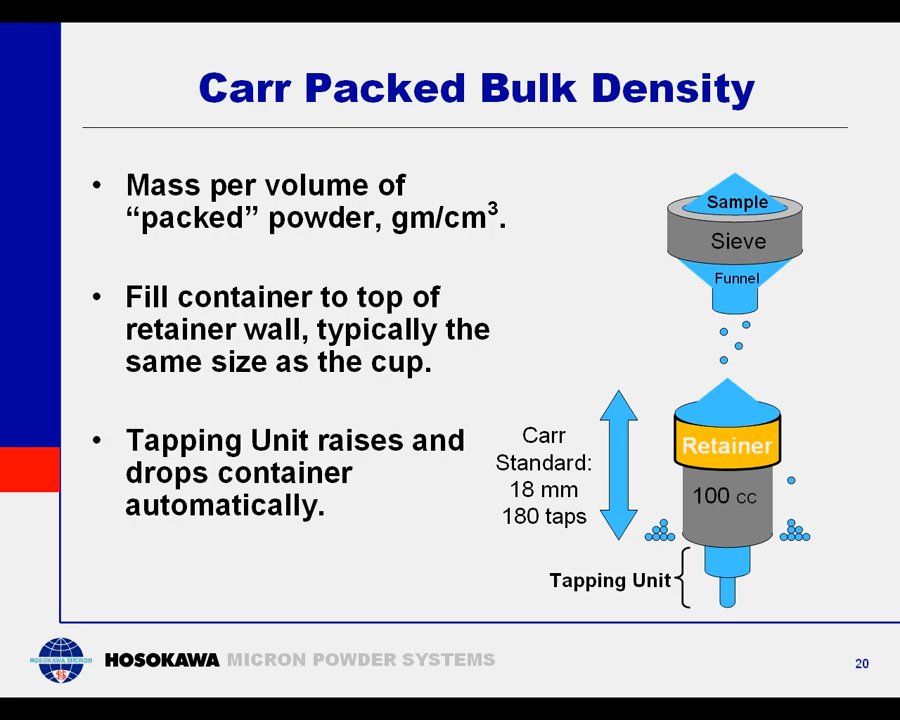 Carr Packed Bulk Density
• Mass per volume of
“packed” powder, gm/cm³.
• Fill container to top of
retainer wall, typically the
same size as the cup.
• Tapping Unit raises and
drops container
automatically.
Sample
Sieve
Funnel
Carr
Standard:
18 mm
180 taps
Retainer
100 cc
Tapping Unit
HOSOKAWA MICRON
HOSOKAWA MICRON POWDER SYSTEMS
20